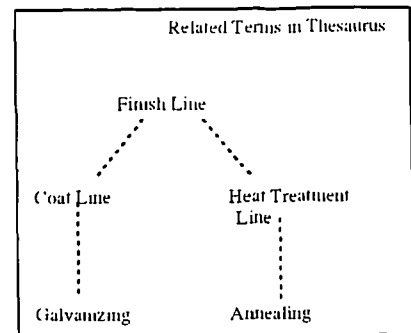 Related Terms in Thesaurus
Finish Line
Coat Line
Heat Treatment
Line
Galvanizing
Annealing